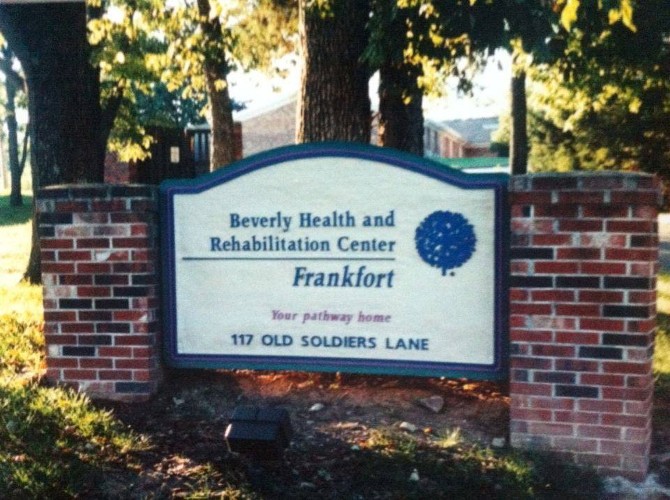 Beverly Health and
Rehabilitation Center
Frankfort
Your pathway home
117 OLD SOLDIERS LANE